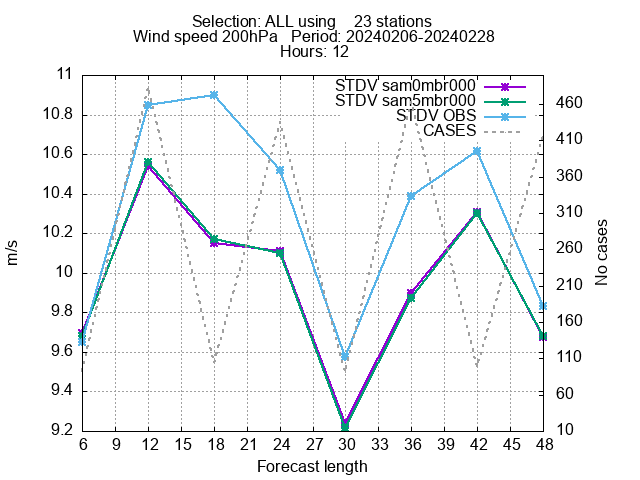 Selection: ALL using 23 stations
Wind speed 200hPa Period: 20240206-20240228
Hours: 12
STDV sam0mbr000
STDV sam5mbr000
STDV OBS
CASES
11
10.8
10.6
10.4
10.2
10
9.8
9.6
9.4
9.2
m/s
460
410
360
310
260
210
160
110
60
10
No cases
6 9 12 15 18 21 24 27 30 33 36 39 42 45 48
Forecast length